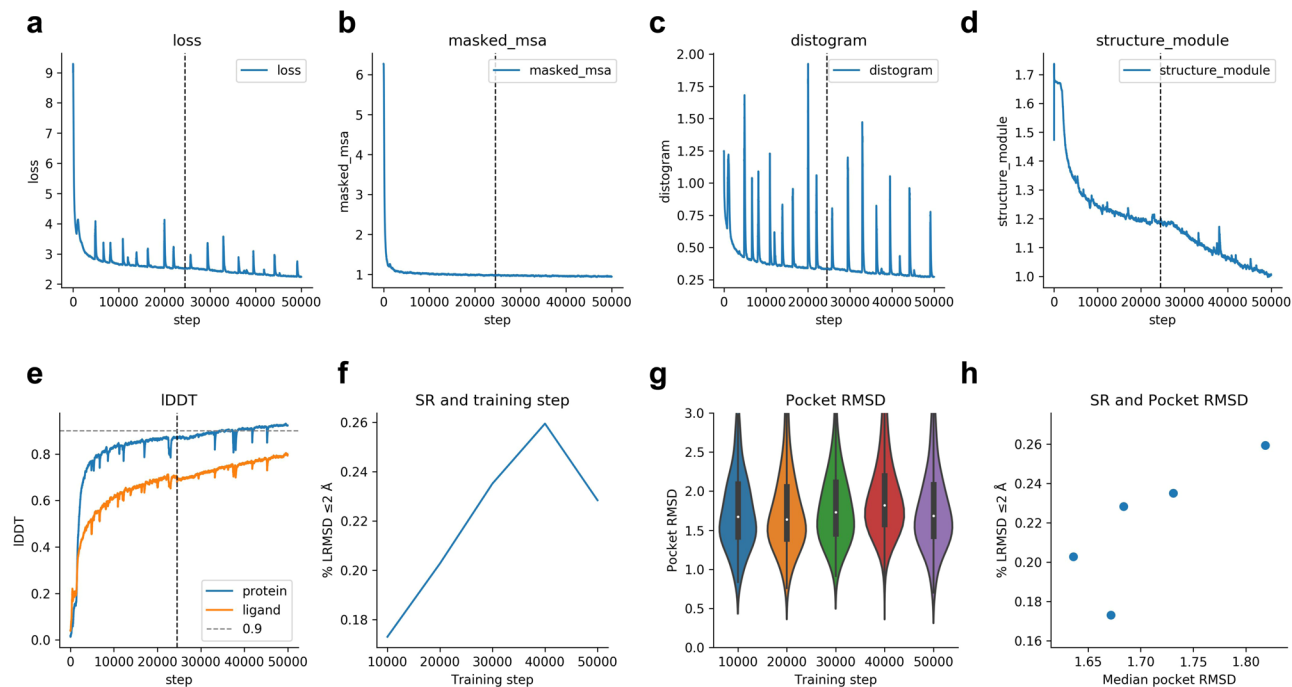 a
loss
9
8
7
6
5
4
3
2
loss
loss
0 10000 20000 30000 40000 50000
step
b
masked_msa
6
5
4
3
2
1
masked_msa
masked_msa
0 10000 20000 30000 40000 50000
step
c
distogram
2.00
1.75
1.50
1.25
1.00
0.75
0.50
0.25
distogram
distogram
0 10000 20000 30000 40000 50000
step
d
structure_module
1.7
1.6
1.5
1.4
1.3
1.2
1.1
1.0
structure_module
structure_module
0 10000 20000 30000 40000 50000
step
e
lDDT
0.8
0.6
0.4
0.2
0.0
lDDT
protein
ligand
0.9
0 10000 20000 30000 40000 50000
step
f
SR and training step
0.26
0.24
0.22
0.20
0.18
% LRMSD ≤2 Å
10000 20000 30000 40000 50000
Training step
g
Pocket RMSD
3.0
2.5
2.0
1.5
1.0
0.5
0.0
Pocket RMSD
10000 20000 30000 40000 50000
Training step
h
SR and Pocket RMSD
0.26
0.24
0.22
0.20
0.18
0.16
% LRMSD ≤2 Å
1.65 1.70 1.75 1.80
Median pocket RMSD